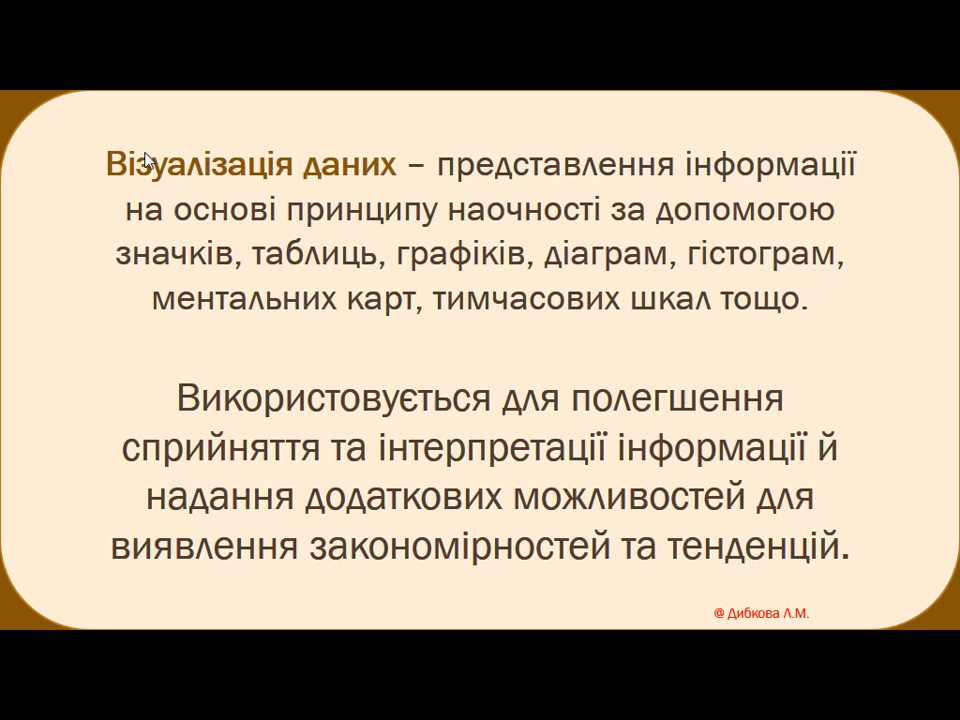 Візуалізація даних – представлення інформації
на основі принципу наочності за допомогою
значків, таблиць, графіків, діаграм, гістограм,
ментальних карт, тимчасових шкал тощо.
Використовується для полегшення
сприйняття та інтерпретації інформації й
надання додаткових можливостей для
виявлення закономірностей та тенденцій.
@ Дибкова Л.М.